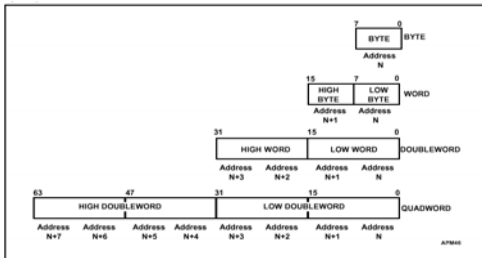 7 0
BYTE BYTE
Address
N
15 7 0
HIGH BYTE LOW BYTE WORD
Address N+1 Address N
31 15 0
HIGH WORD LOW WORD DOUBLEWORD
Address N+3 Address N+2 Address N+1 Address N
63 47 31 15 0
HIGH DOUBLEWORD LOW DOUBLEWORD QUADWORD
Address N+7 Address N+6 Address N+5 Address N+4 Address N+3 Address N+2 Address N+1 Address N